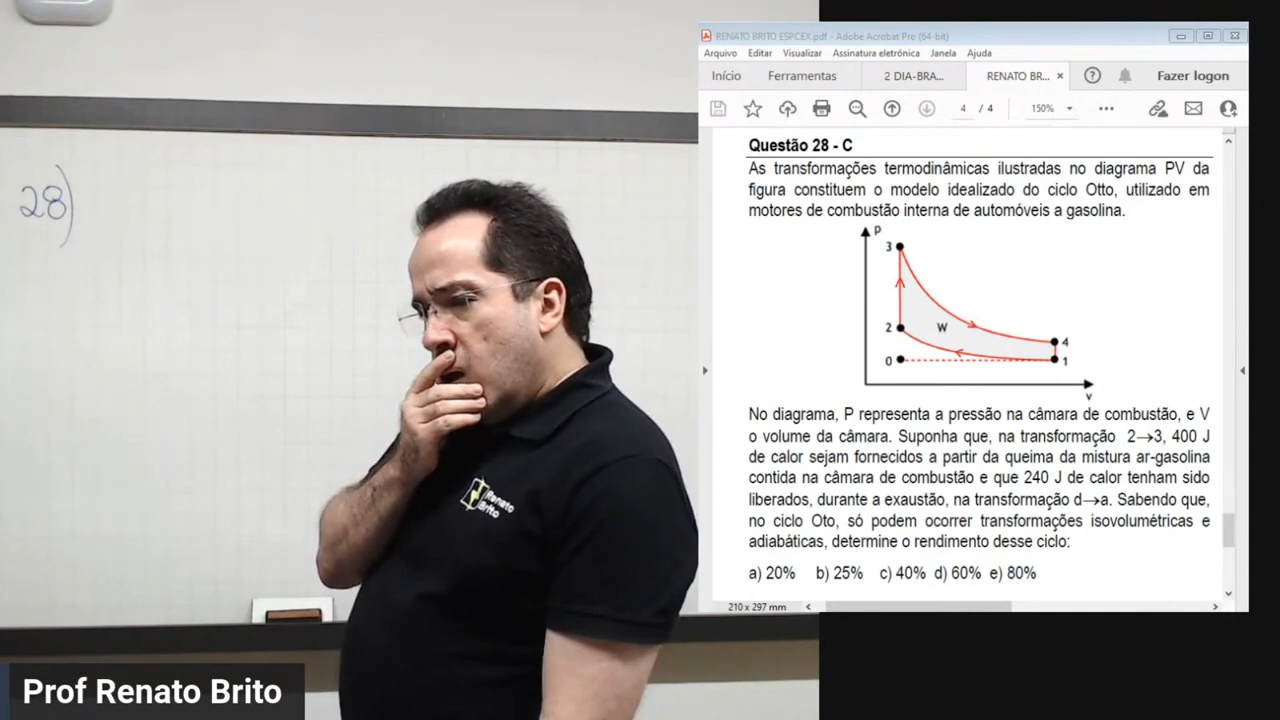 28)
Renato
Brito
Prof Renato Brito
RENATO BRITO ESPCEX.pdf - Adobe Acrobat Pro (64-bit)
Arquivo Editar Visualizar Assinatura eletrônica Janela Ajuda
Início Ferramentas 2 DIA-BRA... RENATO BR... × Fazer logon
4 / 4 150%
Questão 28 - C
As transformações termodinâmicas ilustradas no diagrama PV da
figura constituem o modelo idealizado do ciclo Otto, utilizado em
motores de combustão interna de automóveis a gasolina.
p
3
2
W
4
0
1
v
No diagrama, P representa a pressão na câmara de combustão, e V
o volume da câmara. Suponha que, na transformação 2→3, 400 J
de calor sejam fornecidos a partir da queima da mistura ar-gasolina
contida na câmara de combustão e que 240 J de calor tenham sido
liberados, durante a exaustão, na transformação d→a. Sabendo que,
no ciclo Oto, só podem ocorrer transformações isovolumétricas e
adiabáticas, determine o rendimento desse ciclo:
a) 20% b) 25% c) 40% d) 60% e) 80%
210 x 297 mm